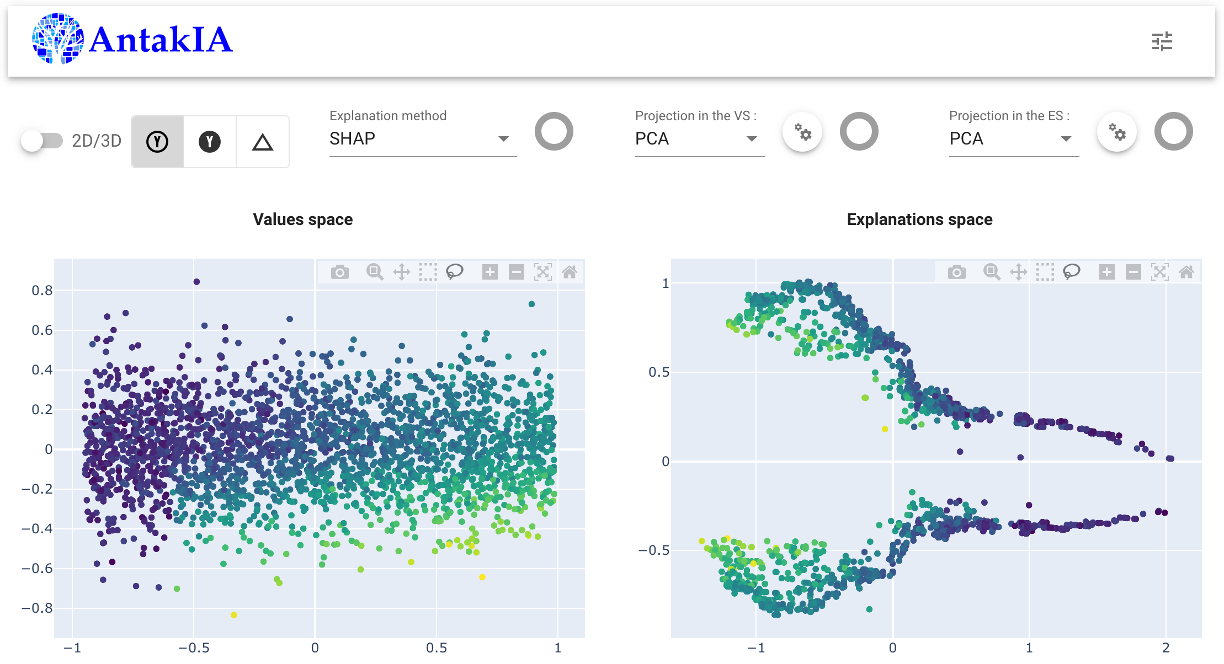 AntakIA
2D/3D
Y
Y
Explanation method
SHAP
Projection in the VS :
PCA
Projection in the ES :
PCA
Values space
Explanations space
0.8
0.6
0.4
0.2
0
−0.2
−0.4
−0.6
−0.8
−1
−0.5
0
0.5
1
1
0.5
0
−0.5
−1
0
1
2